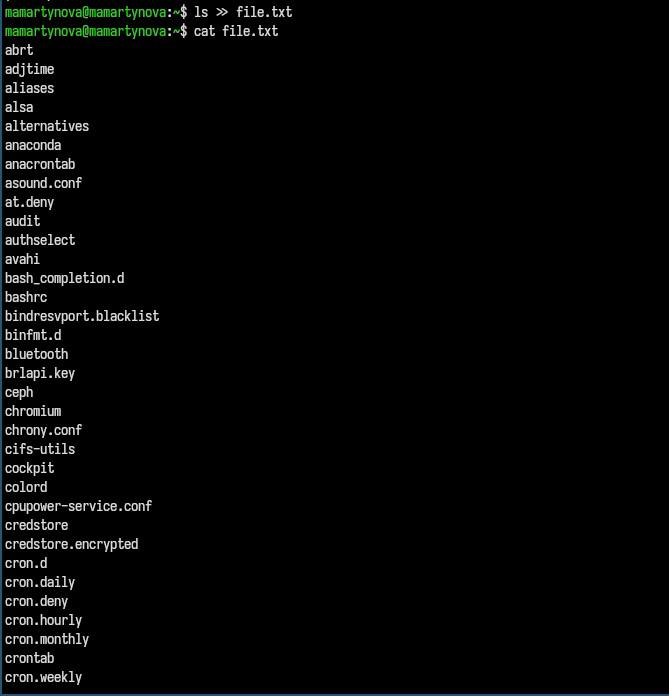 mamartynova@mamartynova:~$ ls >> file.txt
mamartynova@mamartynova:~$ cat file.txt
abrt
adjtime
aliases
alsa
alternatives
anaconda
anacrontab
asound.conf
at.deny
audit
authselect
avahi
bash_completion.d
bashrc
bindresvport.blacklist
binfmt.d
bluetooth
brlapi.key
ceph
chromium
chrony.conf
cifs-utils
cockpit
colord
cpupower-service.conf
credstore
credstore.encrypted
cron.d
cron.daily
cron.deny
cron.hourly
cron.monthly
crontab
cron.weekly